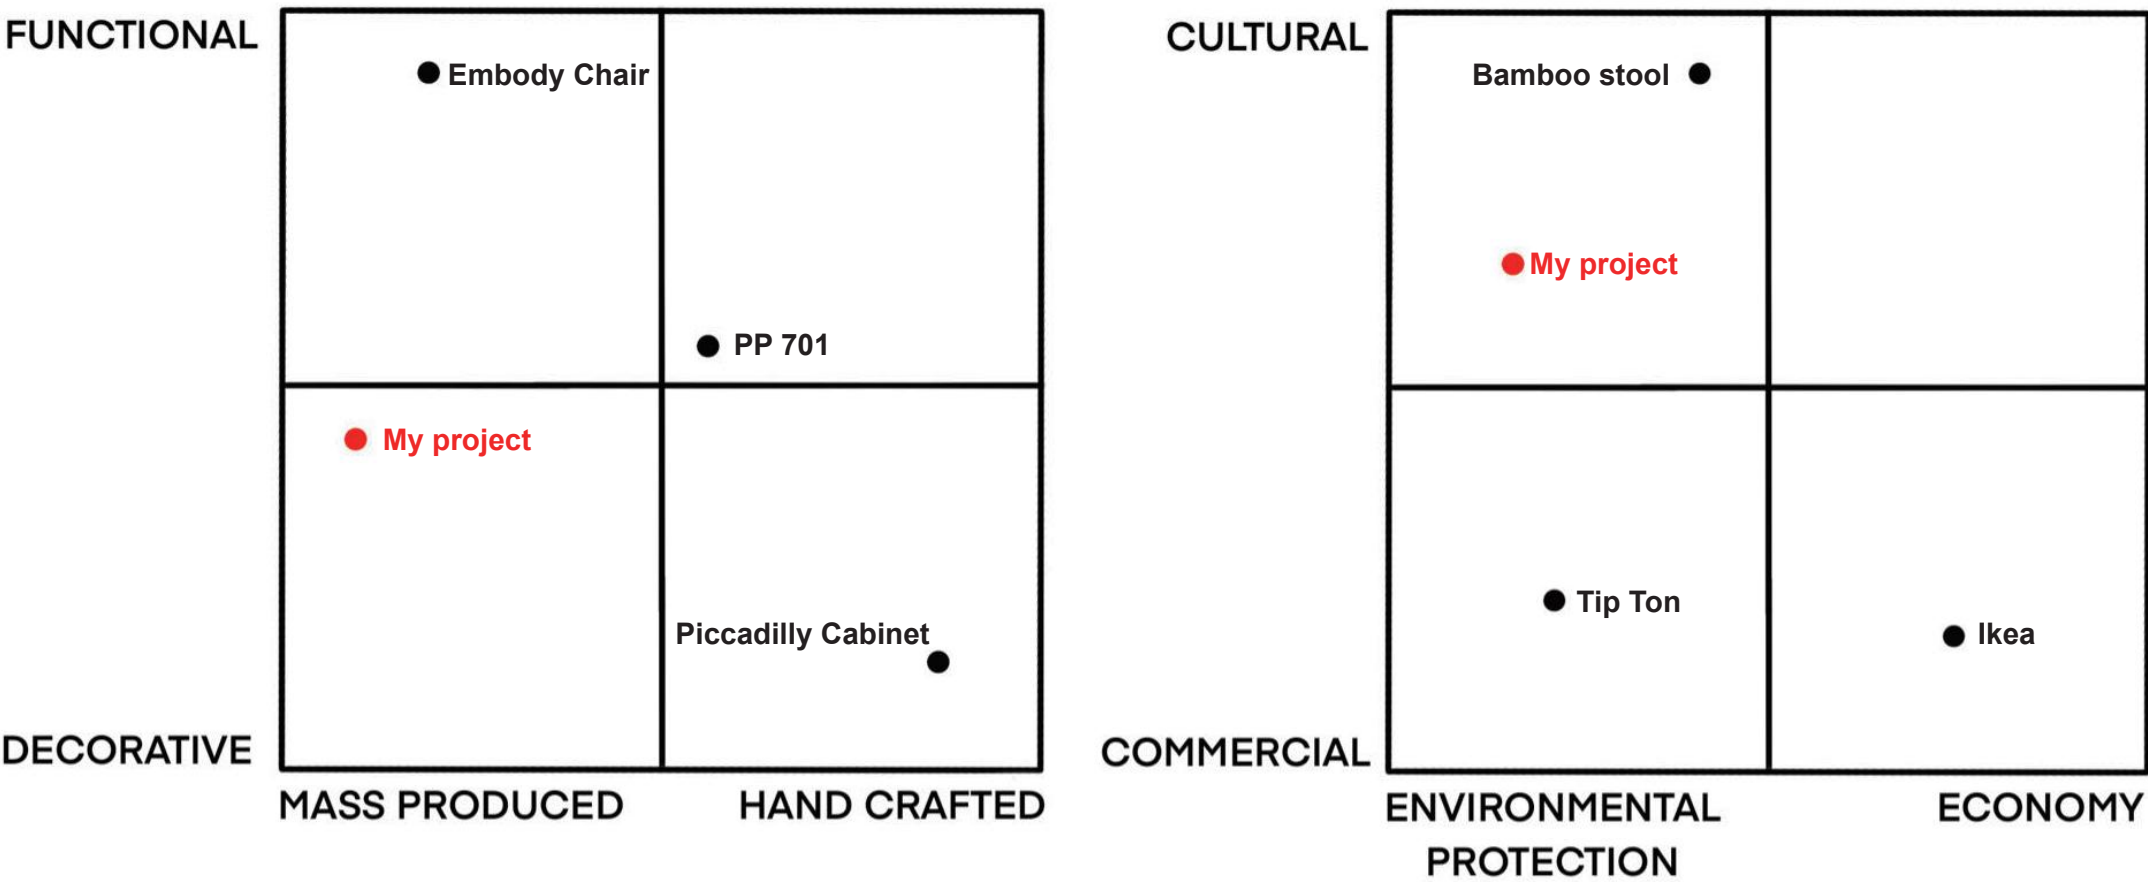 FUNCTIONAL
Embody Chair
PP 701
My project
Piccadilly Cabinet
DECORATIVE
MASS PRODUCED
HAND CRAFTED
CULTURAL
Bamboo stool
My project
Tip Ton
Ikea
COMMERCIAL
ENVIRONMENTAL
PROTECTION
ECONOMY